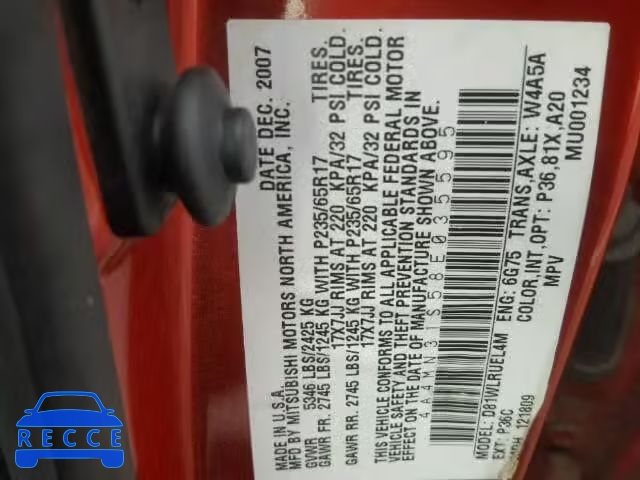 MADE IN U.S.A. DATE DEC. 2007
MFG BY MITSUBISHI MOTORS NORTH AMERICA, INC.
GVWR 5346 LBS/2425 KG
GAWR FR. 2745 LBS/1245 KG WITH P235/65R17 TIRES.
17X7JJ RIMS AT 220 KPA/32 PSI COLD.
GAWR RR. 2745 LBS/1245 KG WITH P235/65R17 TIRES.
17X7JJ RIMS AT 220 KPA/32 PSI COLD.
THIS VEHICLE CONFORMS TO ALL APPLICABLE FEDERAL MOTOR
VEHICLE SAFETY AND THEFT PREVENTION STANDARDS IN
EFFECT ON THE DATE OF MANUFACTURE SHOWN ABOVE.
4A4MN31S58E035595
MODEL: D81WLRUEL4M ENG: 6G75 TRANS,AXLE: W4A5A
EXT: P36C COLOR,INT,OPT: P36,81X,A20
121809 MPV MU001234